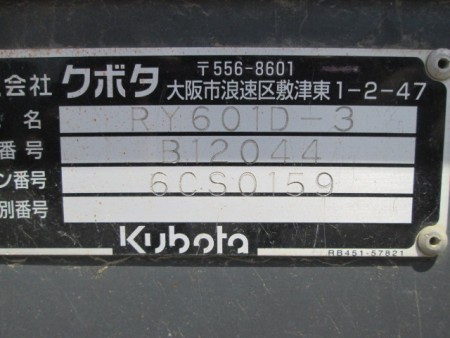 会社 クボタ 〒556-8601
大阪市浪速区敷津東1-2-47
名 RY601D-3
番号 B12044
ン番号 6CS0159
別番号
Kubota
RB451-57821